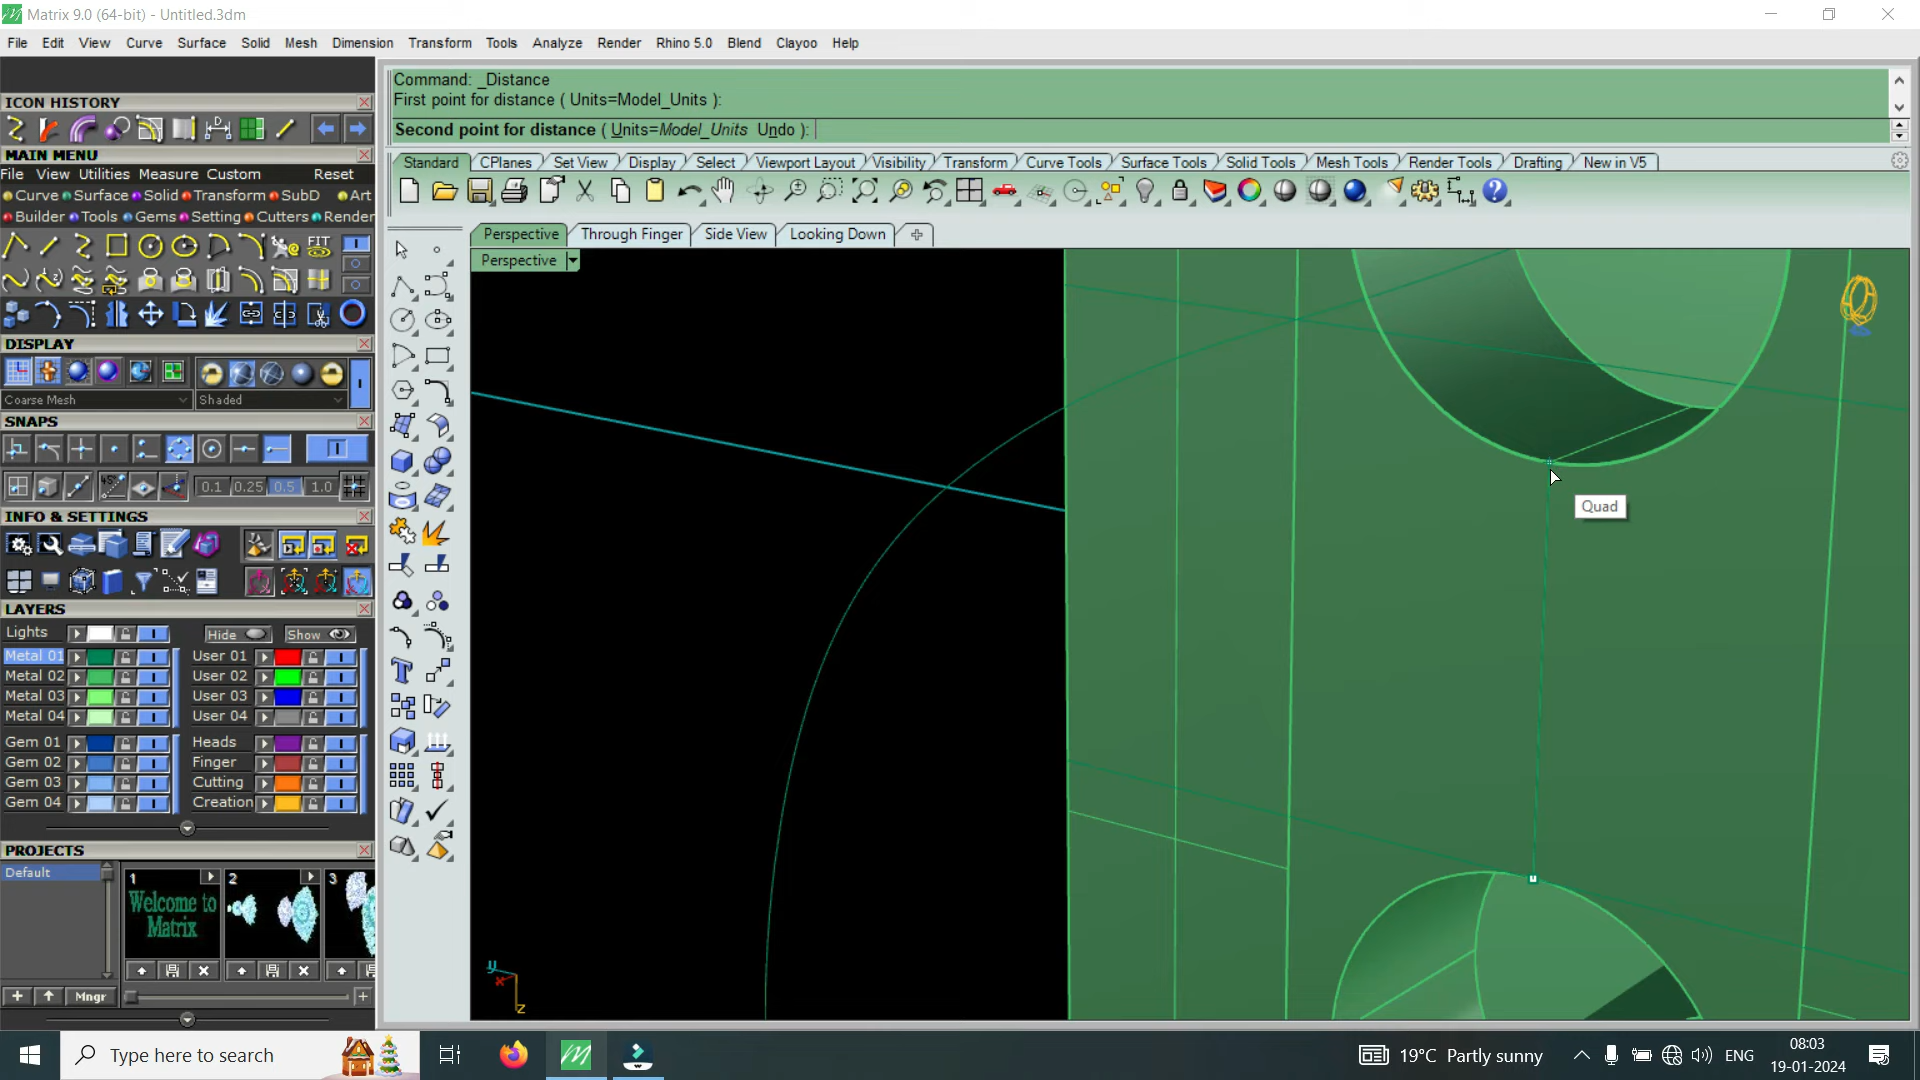 Matrix 9.0 (64-bit) - Untitled.3dm
File Edit View Curve Surface Solid Mesh Dimension Transform Tools Analyze Render Rhino 5.0 Blend Clayoo Help
Command: _Distance
First point for distance ( Units=Model_Units ):
Second point for distance ( Units=Model_Units Undo ):
ICON HISTORY
MAIN MENU
File View Utilities Measure Custom Reset
Curve Surface Solid Transform SubD Art
Builder Tools Gems Setting Cutters Render
FIT
DISPLAY
Coarse Mesh Shaded
SNAPS
45°
0.1 0.25 0.5 1.0
INFO & SETTINGS
LAYERS
Lights Hide Show
Metal 01 User 01
Metal 02 User 02
Metal 03 User 03
Metal 04 User 04
Gem 01 Heads
Gem 02 Finger
Gem 03 Cutting
Gem 04 Creation
PROJECTS
Default
1 2 3
Welcome to
Matrix
Mngr
Standard CPlanes Set View Display Select Viewport Layout Visibility Transform Curve Tools Surface Tools Solid Tools Mesh Tools Render Tools Drafting New in V5
Perspective Through Finger Side View Looking Down
Perspective
Quad
y
x
z
Type here to search
19°C Partly sunny
ENG
08:03
19-01-2024